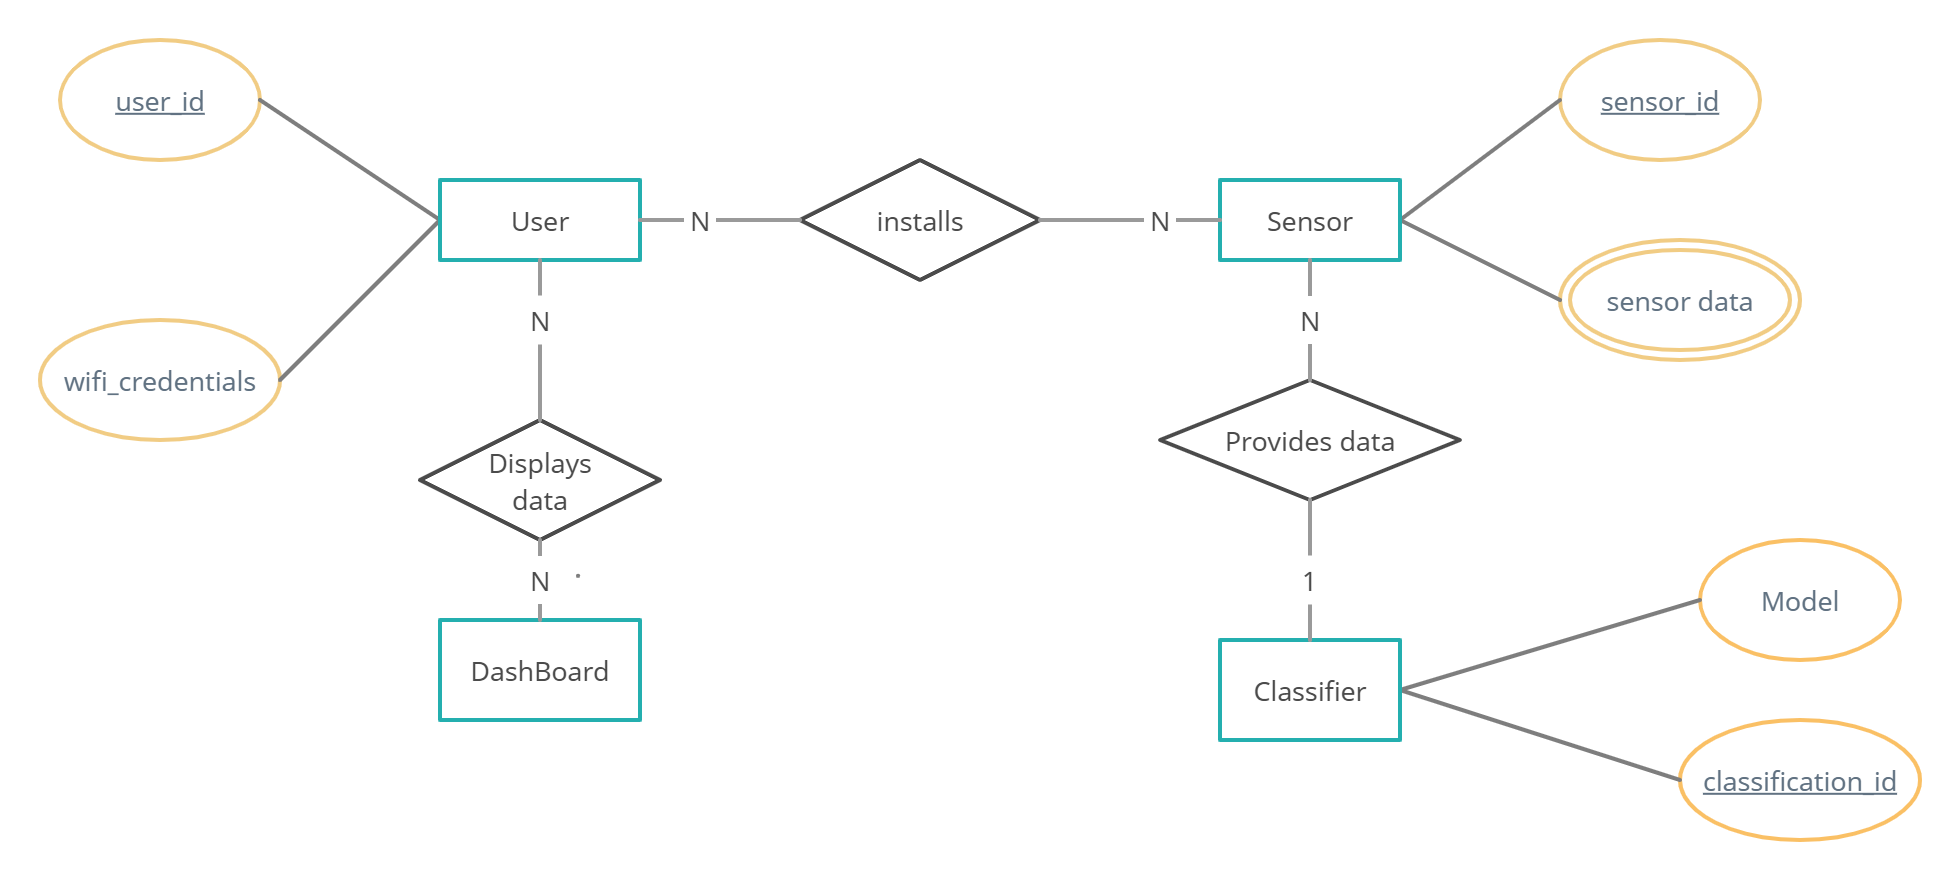 user_id
sensor_id
User
N
installs
N
Sensor
sensor data
N
N
wifi_credentials
Provides data
Displays
data
N
1
Model
DashBoard
Classifier
classification_id